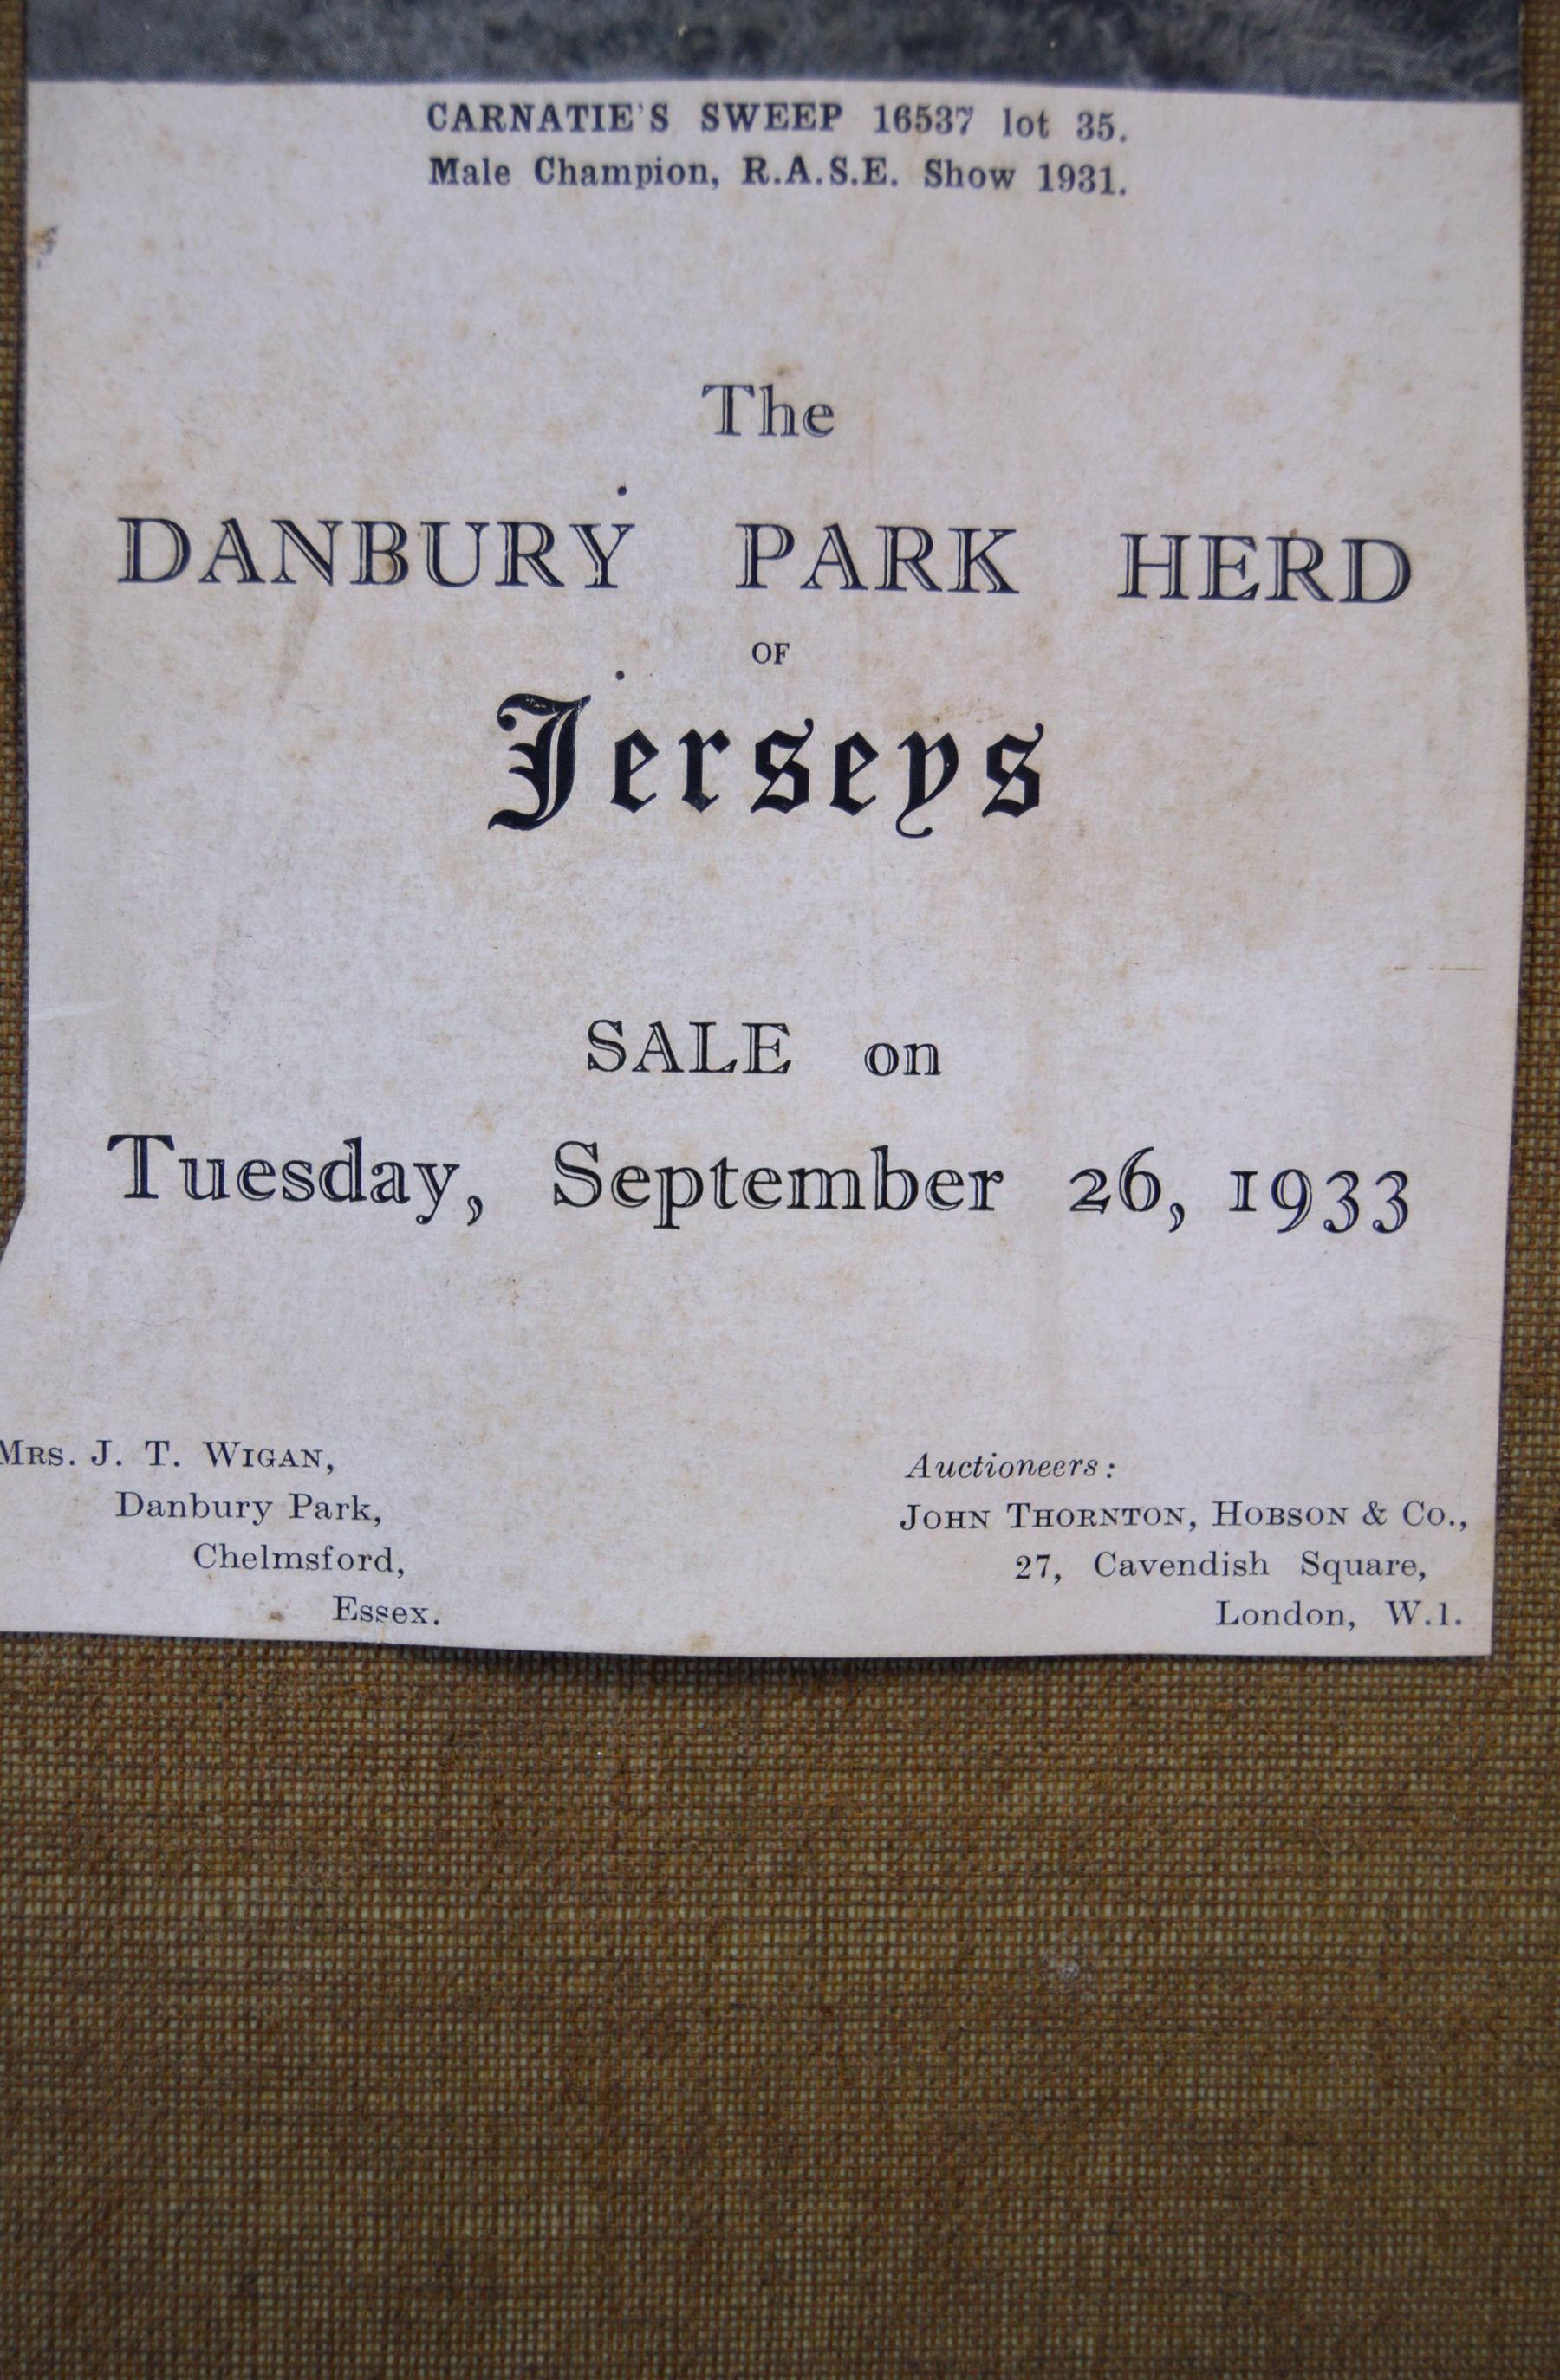 CARNATIE'S SWEEP 16537 lot 35.
Male Champion, R.A.S.E. Show 1931.
The
DANBURY PARK HERD
OF
Jerseys
SALE on
Tuesday, September 26, 1933
MRS. J. T. WIGAN,
Danbury Park,
Chelmsford,
Essex.
Auctioneers:
JOHN THORNTON, HOBSON & Co.,
27, Cavendish Square,
London, W.1.